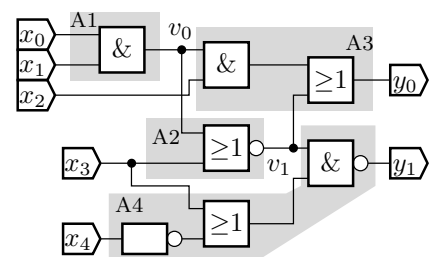 A1
x₀
&
v₀
x₁
&
A3
≥1
y₀
x₂
A2
≥1
v₁
&
y₁
x₃
A4
≥1
x₄